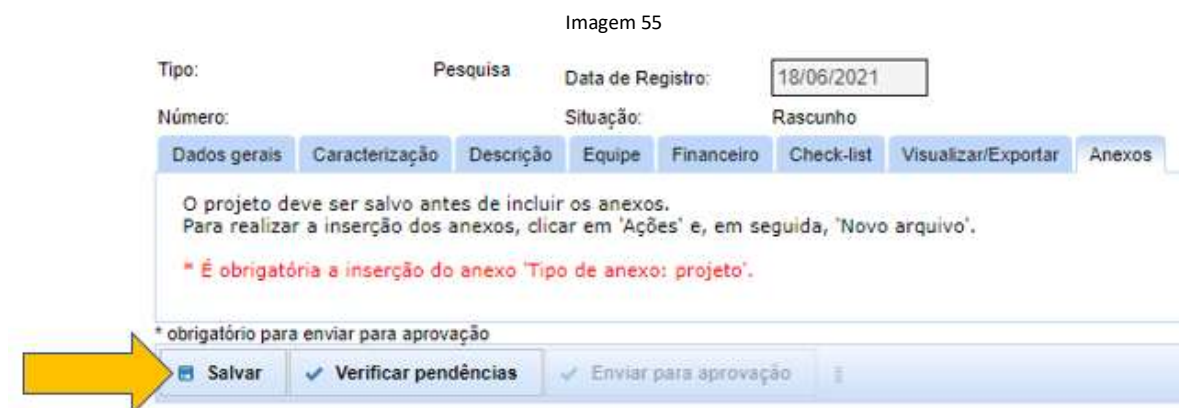 Imagem 55
Tipo: Pesquisa Data de Registro: 18/06/2021
Número: Situação: Rascunho
Dados gerais Caracterização Descrição Equipe Financeiro Check-list Visualizar/Exportar Anexos
O projeto deve ser salvo antes de incluir os anexos.
Para realizar a inserção dos anexos, clicar em 'Ações' e, em seguida, 'Novo arquivo'.
* É obrigatória a inserção do anexo 'Tipo de anexo: projeto'.
* obrigatório para enviar para aprovação
Salvar Verificar pendências Enviar para aprovação